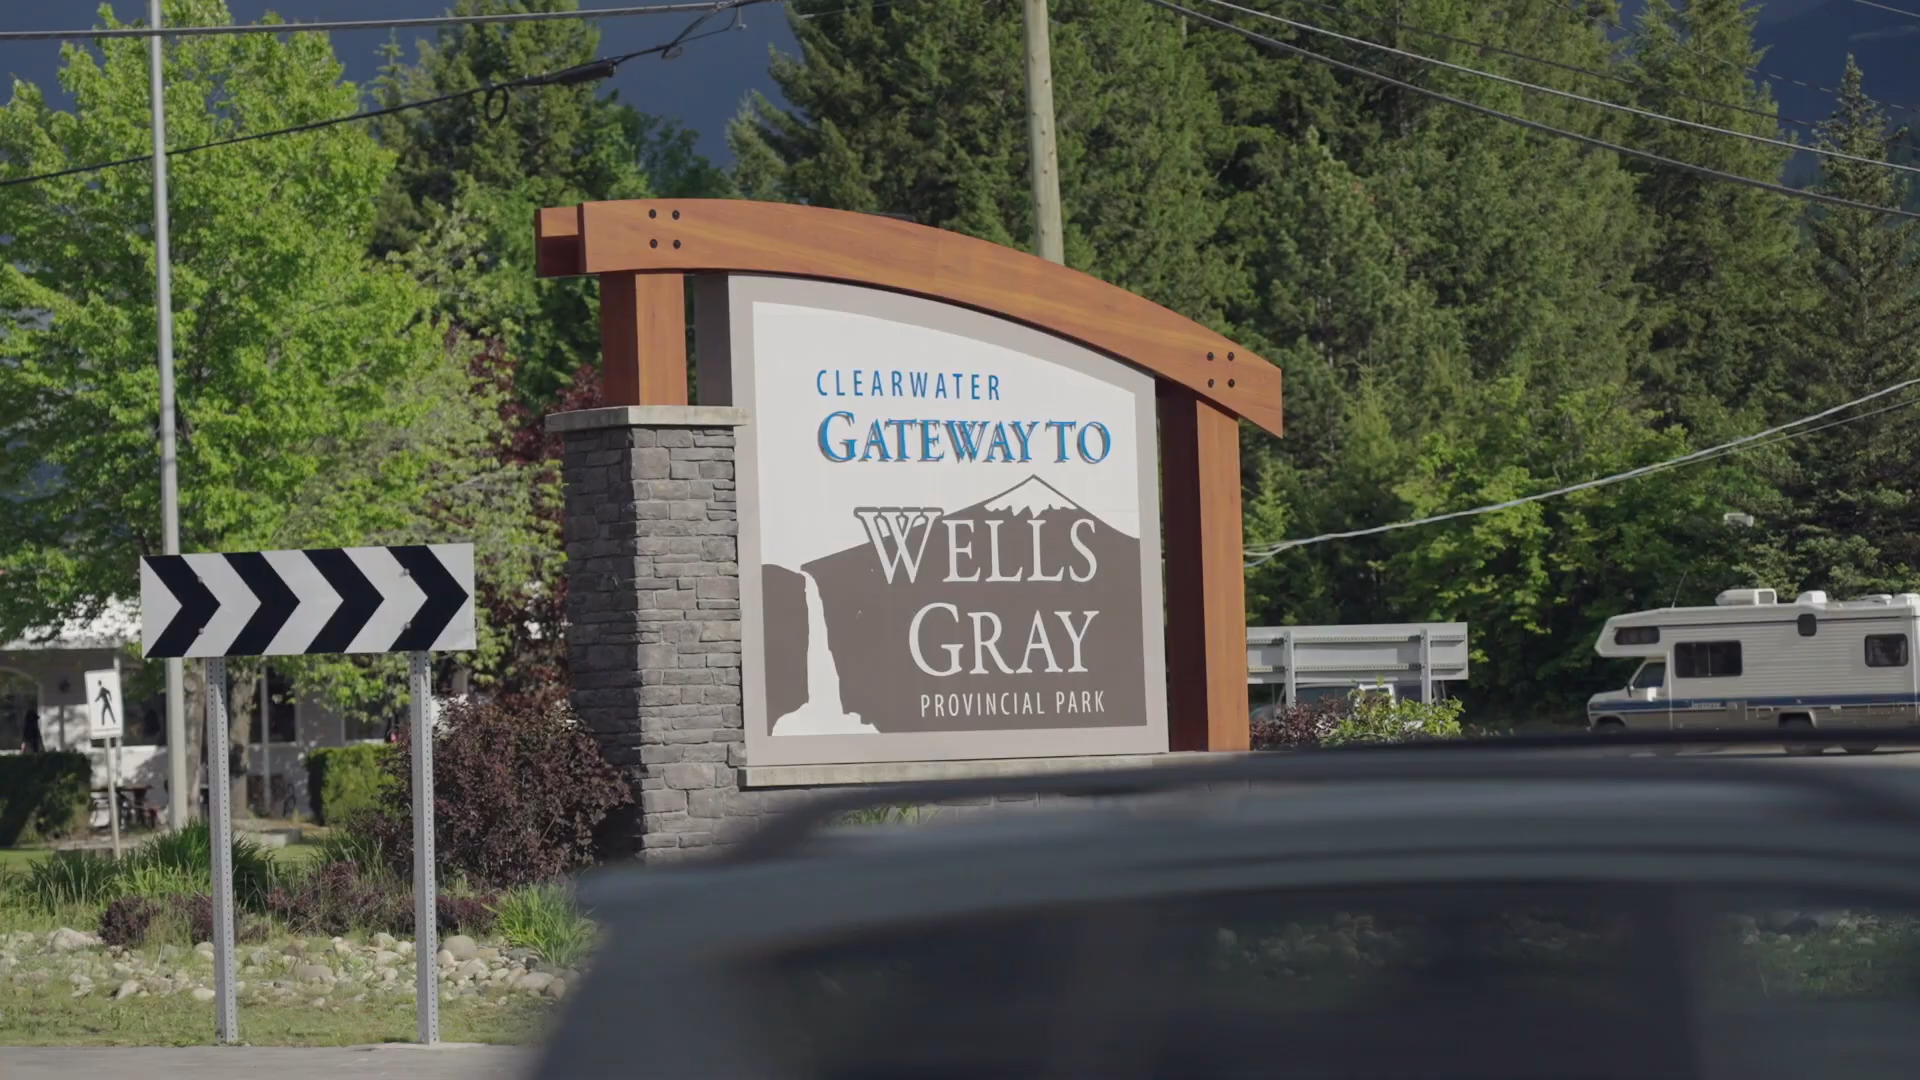 CLEARWATER
GATEWAY TO
WELLS
GRAY
PROVINCIAL PARK